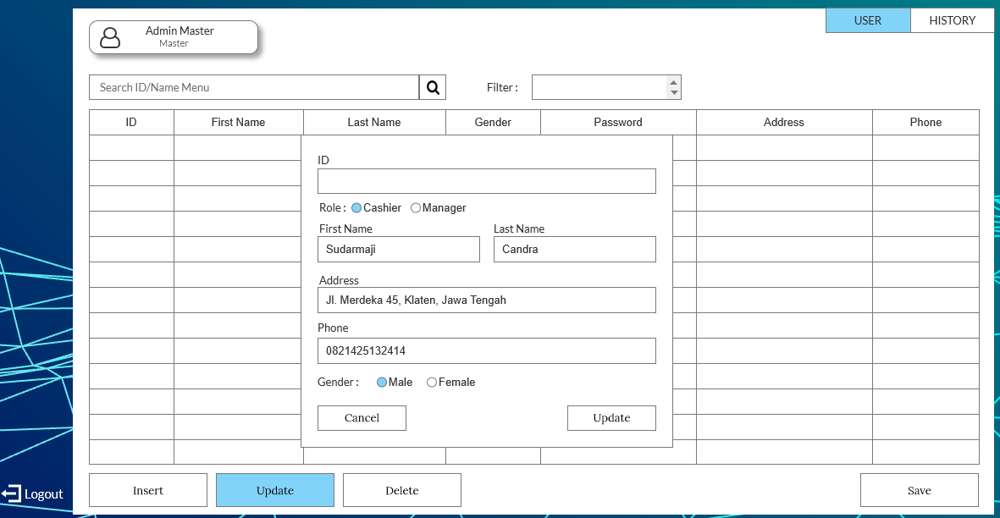 Admin Master
Master
USER
HISTORY
Search ID/Name Menu
Filter :
ID
First Name
Last Name
Gender
Password
Address
Phone
ID
Role : Cashier Manager
First Name
Last Name
Sudarmaji
Candra
Address
Jl. Merdeka 45, Klaten, Jawa Tengah
Phone
0821425132414
Gender : Male Female
Cancel
Update
Logout
Insert
Update
Delete
Save